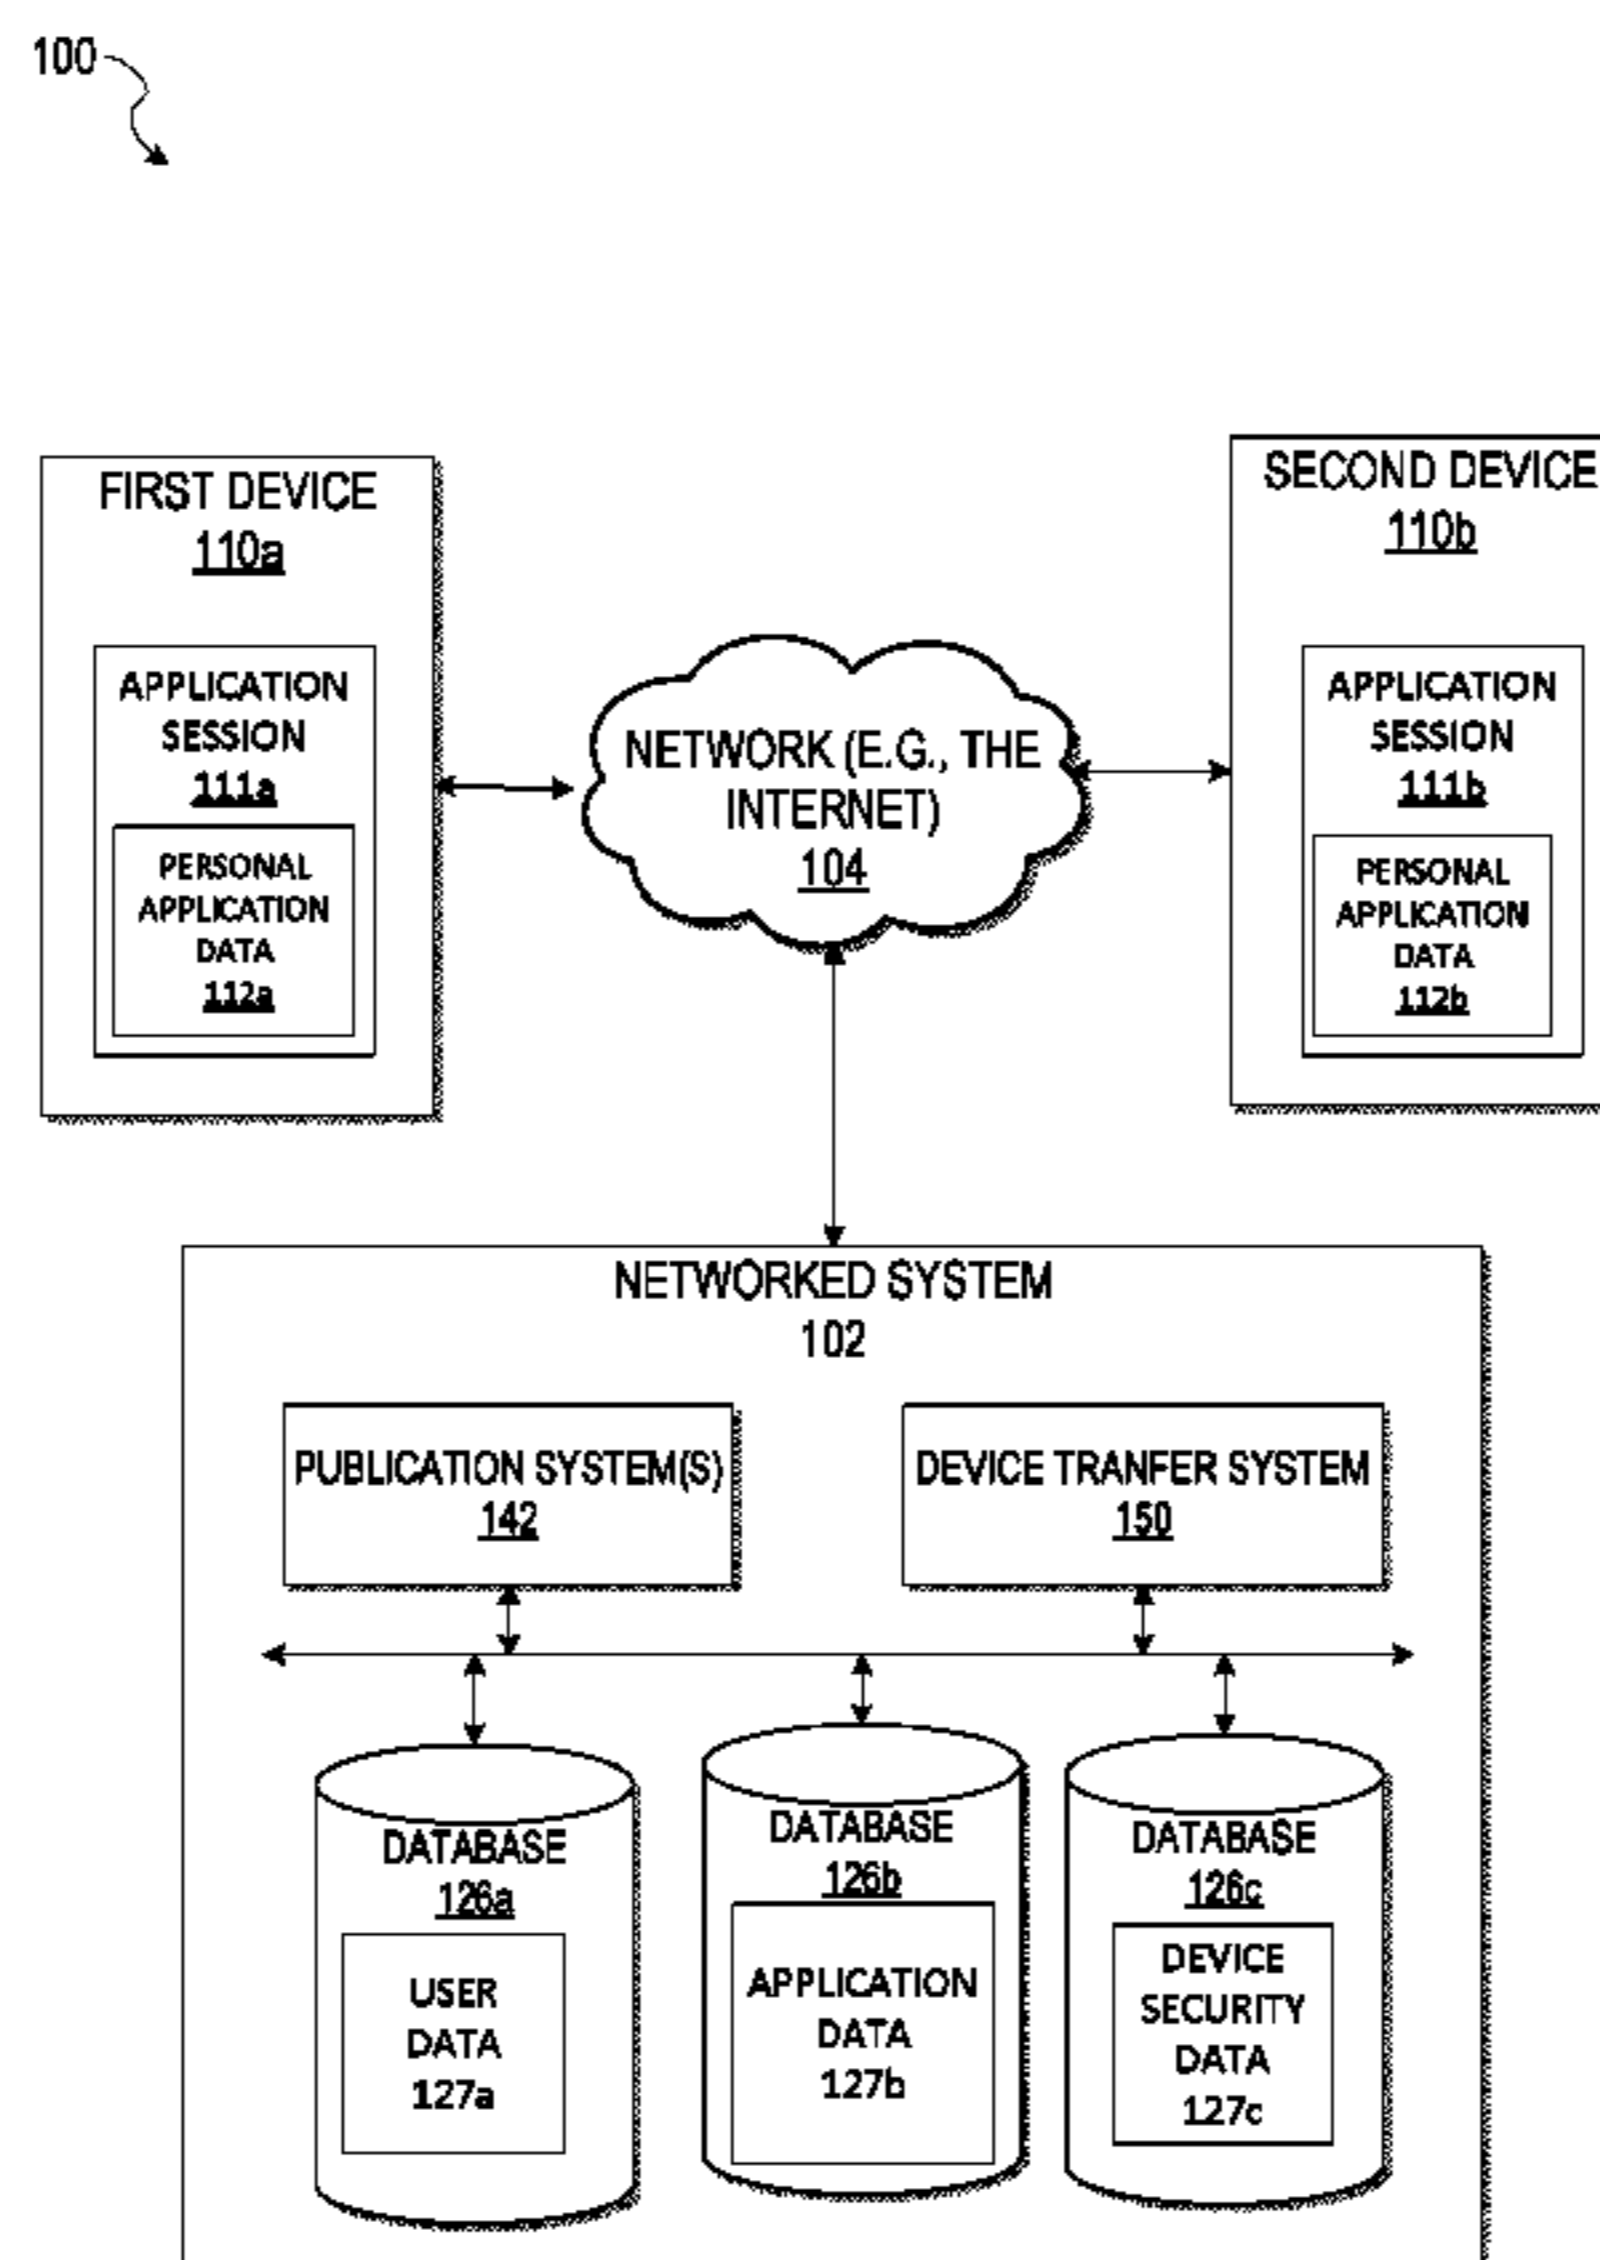 100
FIRST DEVICE
110a
APPLICATION
SESSION
111a
PERSONAL
APPLICATION
DATA
112a
NETWORK (E.G., THE
INTERNET)
104
SECOND DEVICE
110b
APPLICATION
SESSION
111b
PERSONAL
APPLICATION
DATA
112b
NETWORKED SYSTEM
102
PUBLICATION SYSTEM(S)
142
DEVICE TRANFER SYSTEM
150
DATABASE
126a
USER
DATA
127a
DATABASE
126b
APPLICATION
DATA
127b
DATABASE
126c
DEVICE
SECURITY
DATA
127c